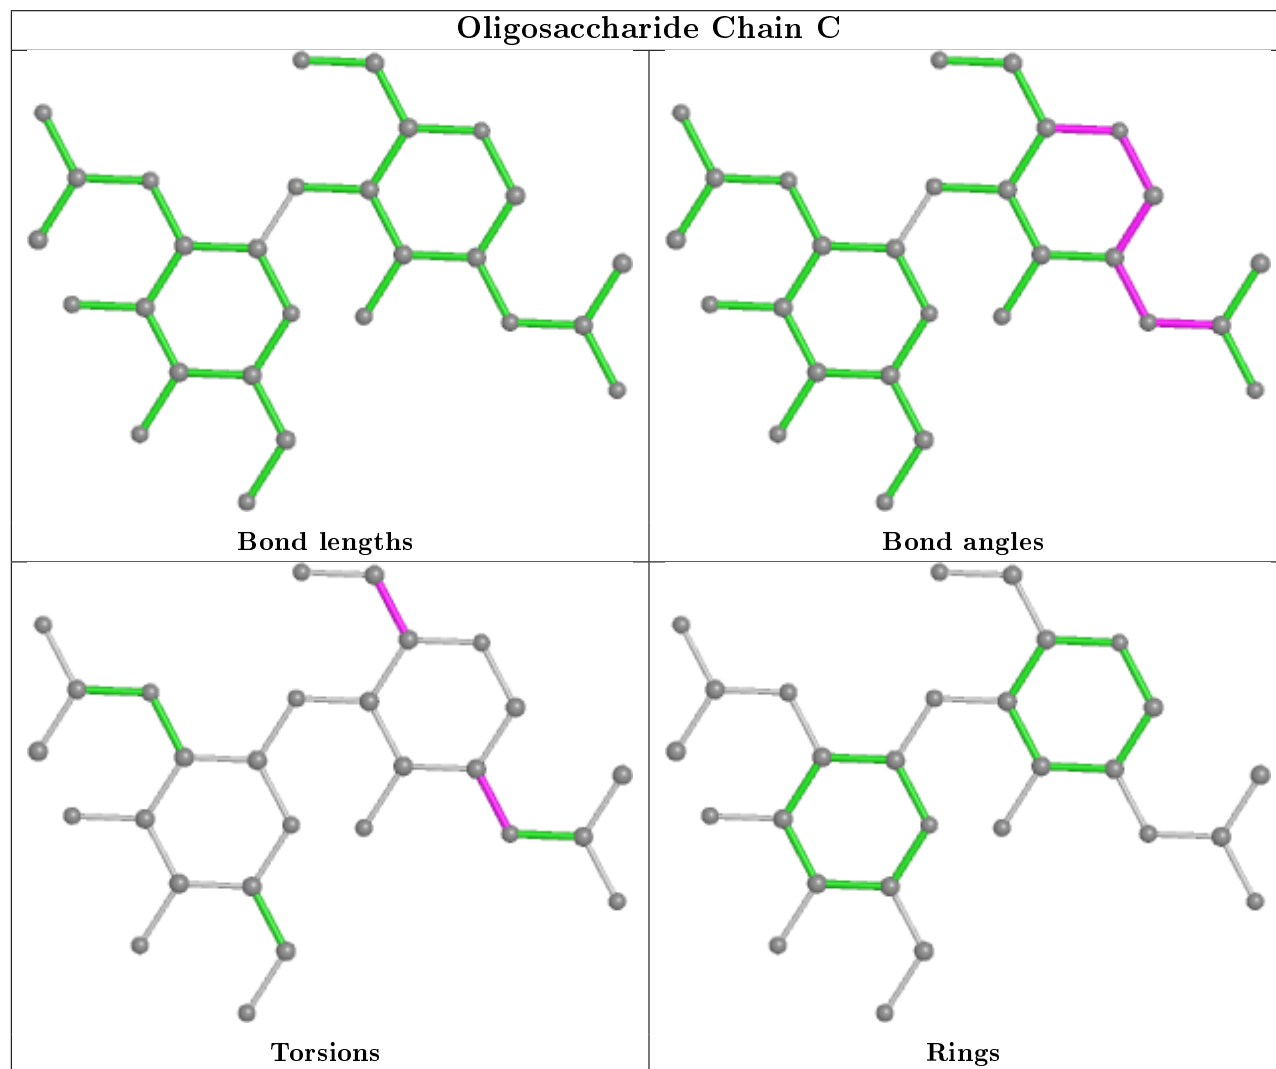 Oligosaccharide Chain C
Bond lengths
Bond angles
Torsions
Rings